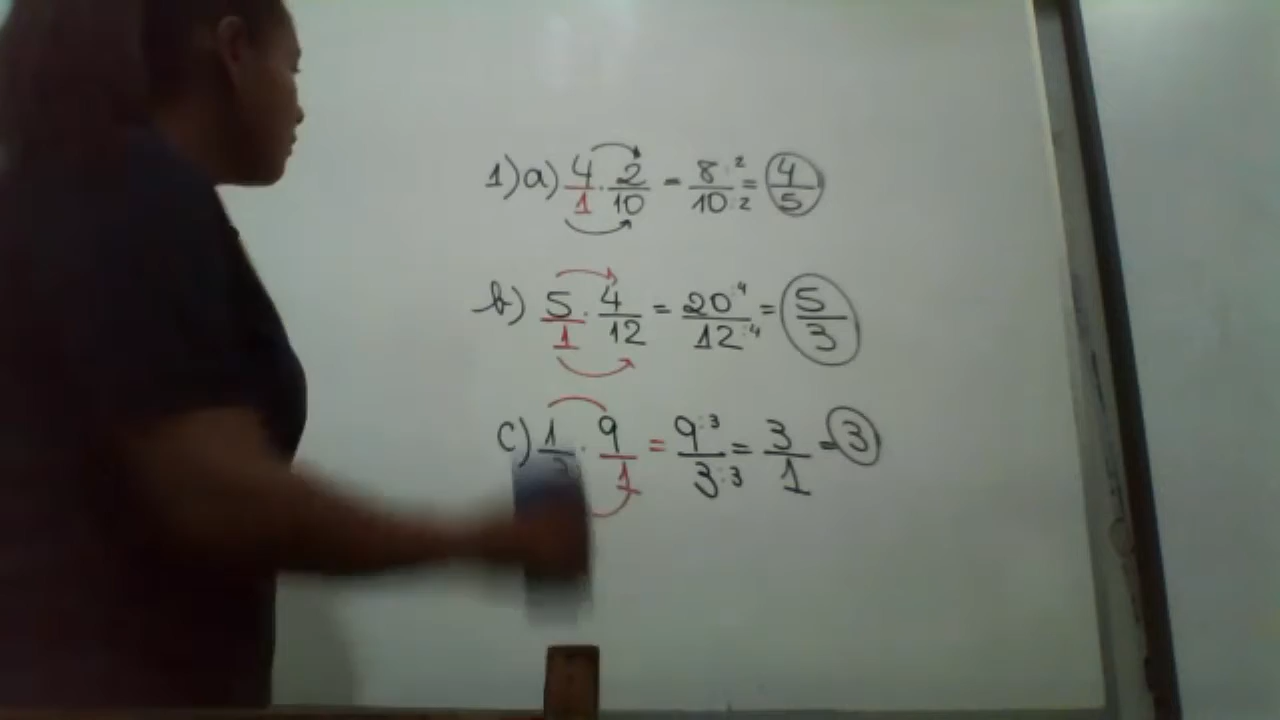 1) a) 4/1 . 2/10 = 8:2/10:2 = 4/5
b) 5/1 . 4/12 = 20:4/12:4 = 5/3
c) 1/3 . 9/1 = 9:3/3:3 = 3/1 = 3